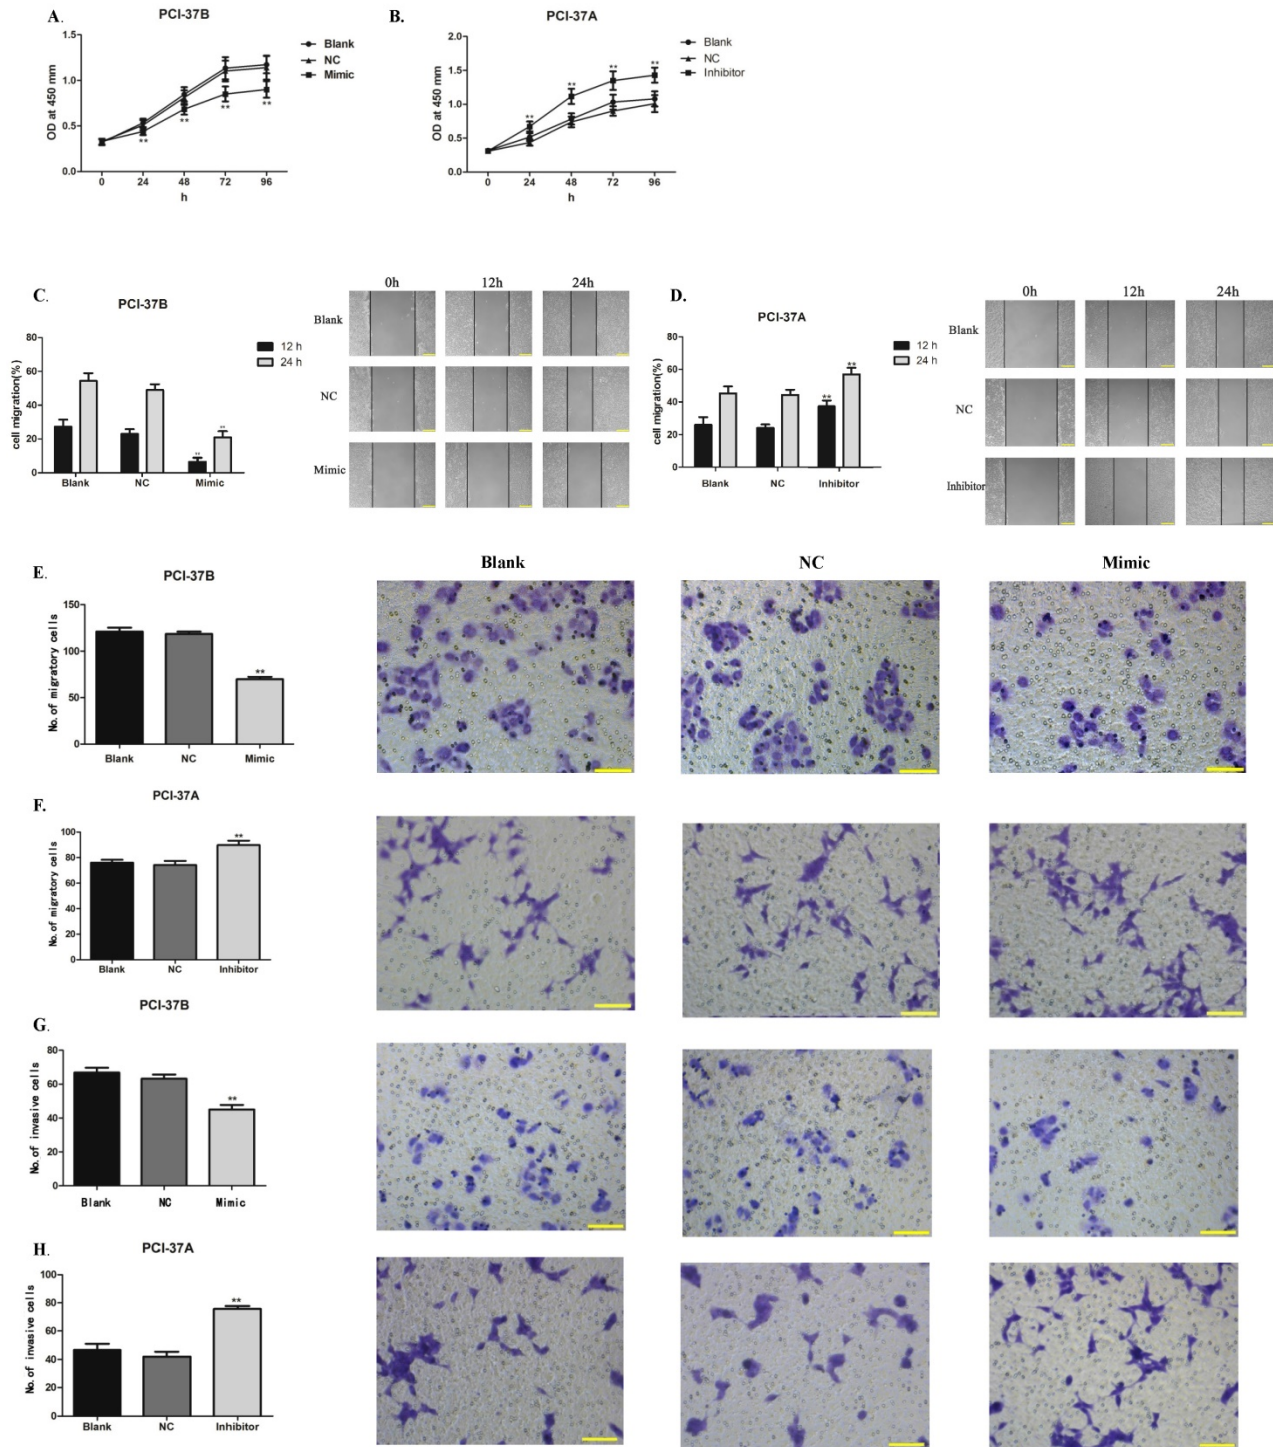 A.
PCI-37B
OD at 450 mm
1.5
1.0
0.5
0.0
0
24
48
72
96
h
Blank
NC
Mimic
**
**
**
**
B.
PCI-37A
OD at 450 mm
2.0
1.5
1.0
0.5
0.0
0
24
48
72
96
h
Blank
NC
Inhibitor
**
**
**
**
C.
PCI-37B
cell migration(%)
80
60
40
20
0
Blank
NC
Mimic
12 h
24 h
**
**
0h
12h
24h
Blank
NC
Mimic
D.
PCI-37A
cell migration(%)
80
60
40
20
0
Blank
NC
Inhibitor
12 h
24 h
**
**
0h
12h
24h
Blank
NC
Inhibitor
E.
PCI-37B
No. of migratory cells
150
100
50
0
Blank
NC
Mimic
**
Blank
NC
Mimic
F.
PCI-37A
No. of migratory cells
100
80
60
40
20
0
Blank
NC
Inhibitor
**
G.
PCI-37B
No. of invasive cells
80
60
40
20
0
Blank
NC
Mimic
**
H.
PCI-37A
No. of invasive cells
100
80
60
40
20
0
Blank
NC
Inhibitor
**